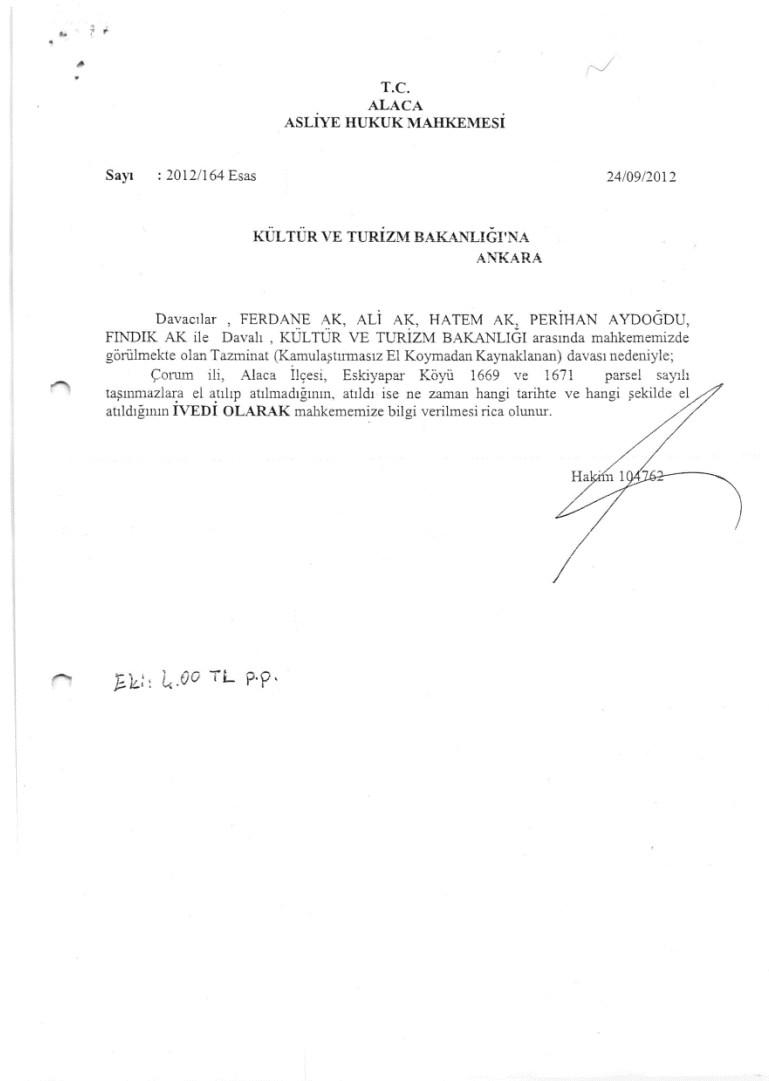 T.C.
ALACA
ASLİYE HUKUK MAHKEMESİ
Sayı : 2012/164 Esas 24/09/2012
KÜLTÜR VE TURİZM BAKANLIĞI'NA
ANKARA
Davacılar , FERDANE AK, ALİ AK, HATEM AK, PERİHAN AYDOĞDU,
FINDIK AK ile Davalı , KÜLTÜR VE TURİZM BAKANLIĞI arasında mahkememizde
görülmekte olan Tazminat (Kamulaştırmasız El Koymadan Kaynaklanan) davası nedeniyle;
Çorum ili, Alaca İlçesi, Eskiyapar Köyü 1669 ve 1671 parsel sayılı
taşınmazlara el atılıp atılmadığının, atıldı ise ne zaman hangi tarihte ve hangi şekilde el
atıldığının İVEDİ OLARAK mahkememize bilgi verilmesi rica olunur.
Hakim 104762
Eki: 4.00 TL p.p.